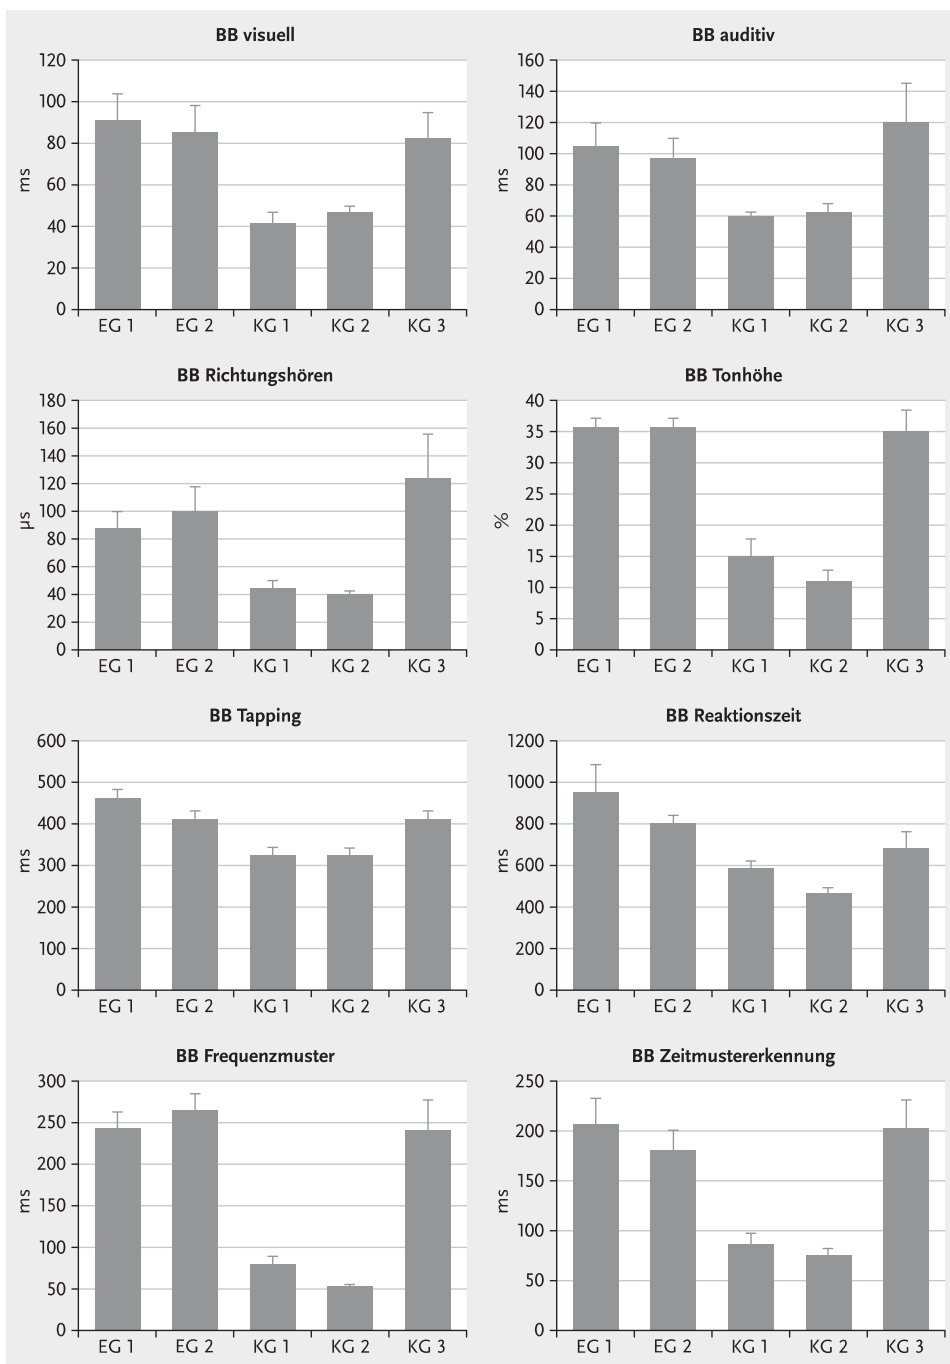 BB visuell
120
100
80
60
40
20
0
ms
EG 1 EG 2 KG 1 KG 2 KG 3
BB auditiv
160
140
120
100
80
60
40
20
0
ms
EG 1 EG 2 KG 1 KG 2 KG 3
BB Richtungshören
180
160
140
120
100
80
60
40
20
0
µs
EG 1 EG 2 KG 1 KG 2 KG 3
BB Tonhöhe
40
35
30
25
20
15
10
5
0
%
EG 1 EG 2 KG 1 KG 2 KG 3
BB Tapping
600
500
400
300
200
100
0
ms
EG 1 EG 2 KG 1 KG 2 KG 3
BB Reaktionszeit
1200
1000
800
600
400
200
0
ms
EG 1 EG 2 KG 1 KG 2 KG 3
BB Frequenzmuster
300
250
200
150
100
50
0
ms
EG 1 EG 2 KG 1 KG 2 KG 3
BB Zeitmustererkennung
250
200
150
100
50
0
ms
EG 1 EG 2 KG 1 KG 2 KG 3